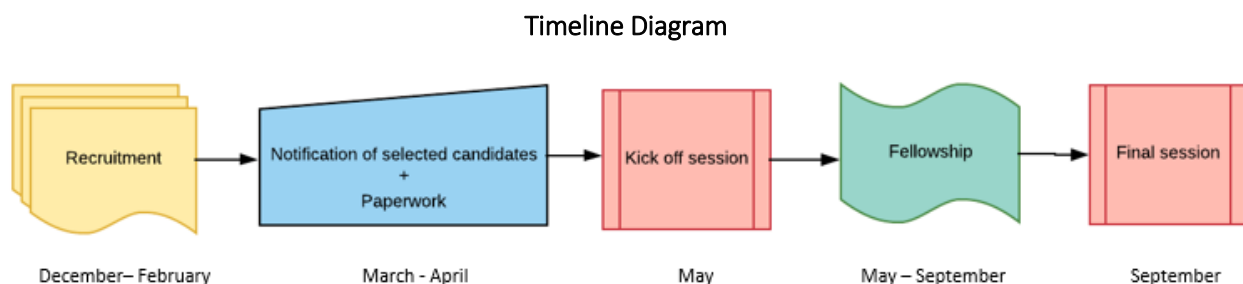 Timeline Diagram
Recruitment
Notification of selected candidates
+
Paperwork
Kick off session
Fellowship
Final session
December– February
March - April
May
May – September
September